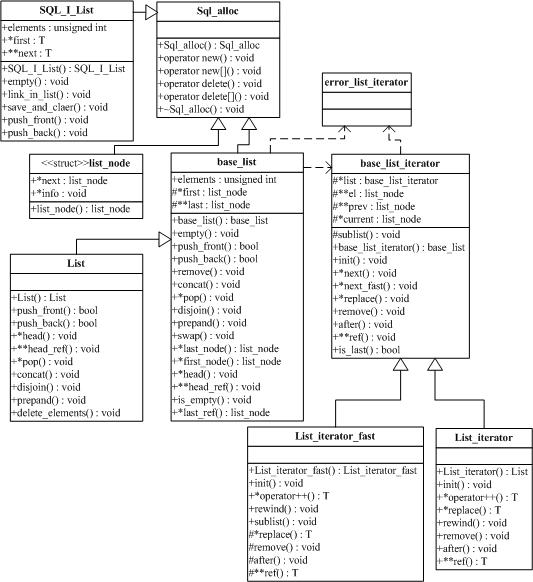 SQL_I_List
+elements : unsigned int
+*first : T
+**next : T
+SQL_I_List() : SQL_I_List
+empty() : void
+link_in_list() : void
+save_and_claer() : void
+push_front() : void
+push_back() : void
Sql_alloc
+Sql_alloc() : Sql_alloc
+operator new() : void
+operator new[]() : void
+operator delete() : void
+operator delete[]() : void
+~Sql_alloc() : void
error_list_iterator
<<struct>>list_node
+*next : list_node
+*info : void
+list_node() : list_node
base_list
+elements : unsigned int
#*first : list_node
#**last : list_node
+base_list() : base_list
+empty() : void
+push_front() : bool
+push_back() : bool
+remove() : void
+concat() : void
+*pop() : void
+disjoin() : void
+prepand() : void
+swap() : void
+*last_node() : list_node
+*first_node() : list_node
+*head() : void
+**head_ref() : void
+is_empty() : void
+*last_ref() : list_node
base_list_iterator
#*list : base_list_iterator
#**el : list_node
#**prev : list_node
#*current : list_node
#sublist() : void
+base_list_iterator() : base_list
+init() : void
+*next() : void
+*next_fast() : void
+*replace() : void
+remove() : void
+after() : void
+**ref() : void
+is_last() : bool
List
+List() : List
+push_front() : bool
+push_back() : bool
+*head() : void
+**head_ref() : void
+*pop() : void
+concat() : void
+disjoin() : void
+prepand() : void
+delete_elements() : void
List_iterator_fast
+List_iterator_fast() : List_iterator_fast
+init() : void
+*operator++() : T
+rewind() : void
+sublist() : void
#*replace() : T
#remove() : void
#after() : void
#**ref() : T
List_iterator
+List_iterator() : List
+init() : void
+*operator++() : T
+*replace() : T
+rewind() : void
+remove() : void
+after() : void
+**ref() : T